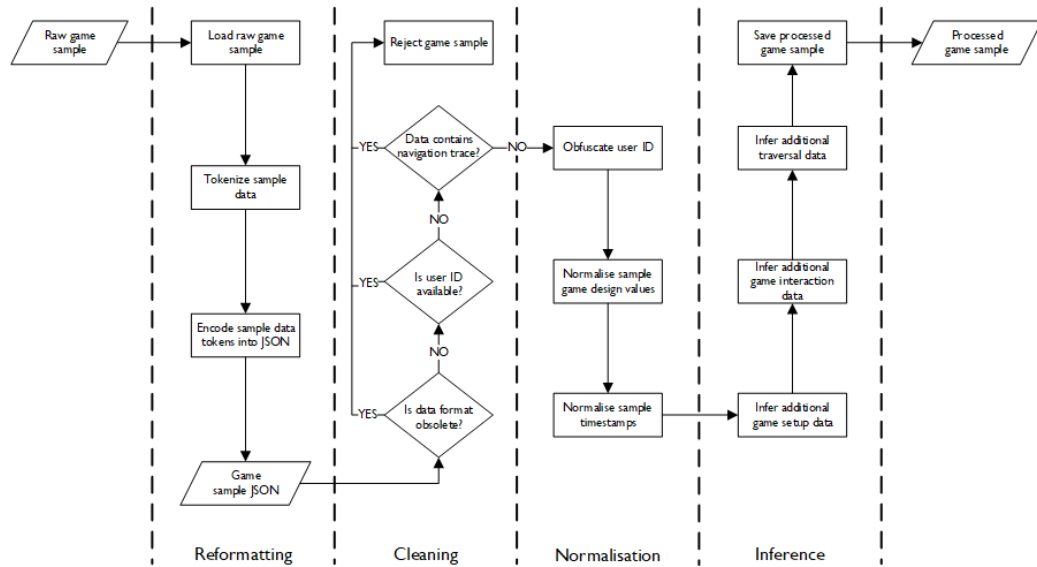 Raw game
sample
Load raw game
sample
Tokenize sample
data
Encode sample data
tokens into JSON
Game
sample JSON
Reject game sample
Data contains
navigation trace?
YES
NO
NO
Is user ID
available?
YES
NO
Is data format
obsolete?
YES
Obfuscate user ID
Normalise sample
game design values
Normalise sample
timestamps
Save processed
game sample
Infer additional
traversal data
Infer additional
game interaction
data
Infer additional
game setup data
Processed
game sample
Reformatting
Cleaning
Normalisation
Inference